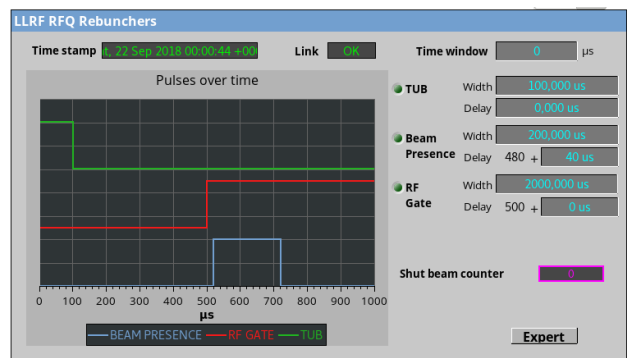 LLRF RFQ Rebunchers
Time stamp t, 22 Sep 2018 00:00:44 +00 Link OK Time window 0 µs
Pulses over time
TUB Width 100,000 us
Delay 0,000 us
Beam Presence Width 200,000 us
Delay 480 + 40 us
RF Gate Width 2000,000 us
Delay 500 + 0 us
Shut beam counter 0
0 100 200 300 400 500 600 700 800 900 1000
µs
BEAM PRESENCE RF GATE TUB
Expert